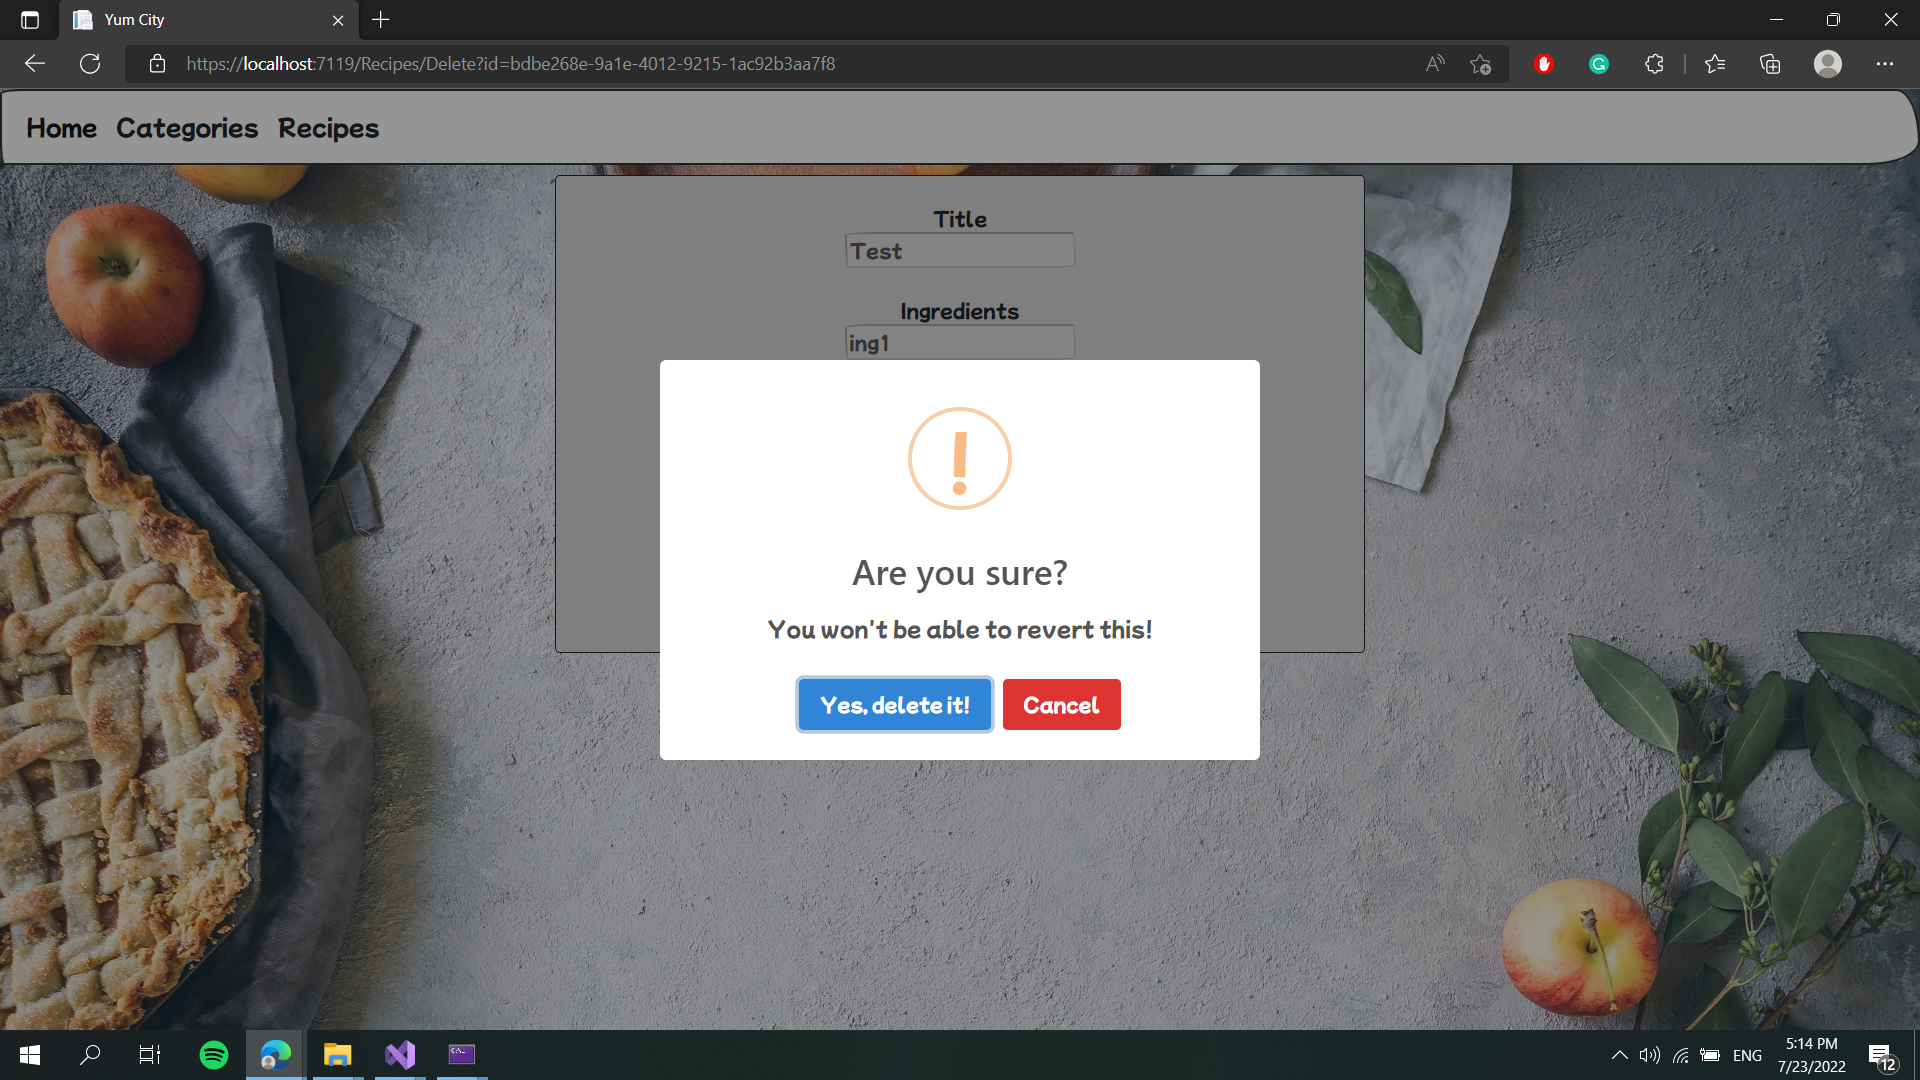 Yum City
https://localhost:7119/Recipes/Delete?id=bdbe268e-9a1e-4012-9215-1ac92b3aa7f8
Home Categories Recipes
Title
Test
Ingredients
ing1
Are you sure?
You won't be able to revert this!
Yes, delete it! Cancel
ENG
5:14 PM
7/23/2022
12